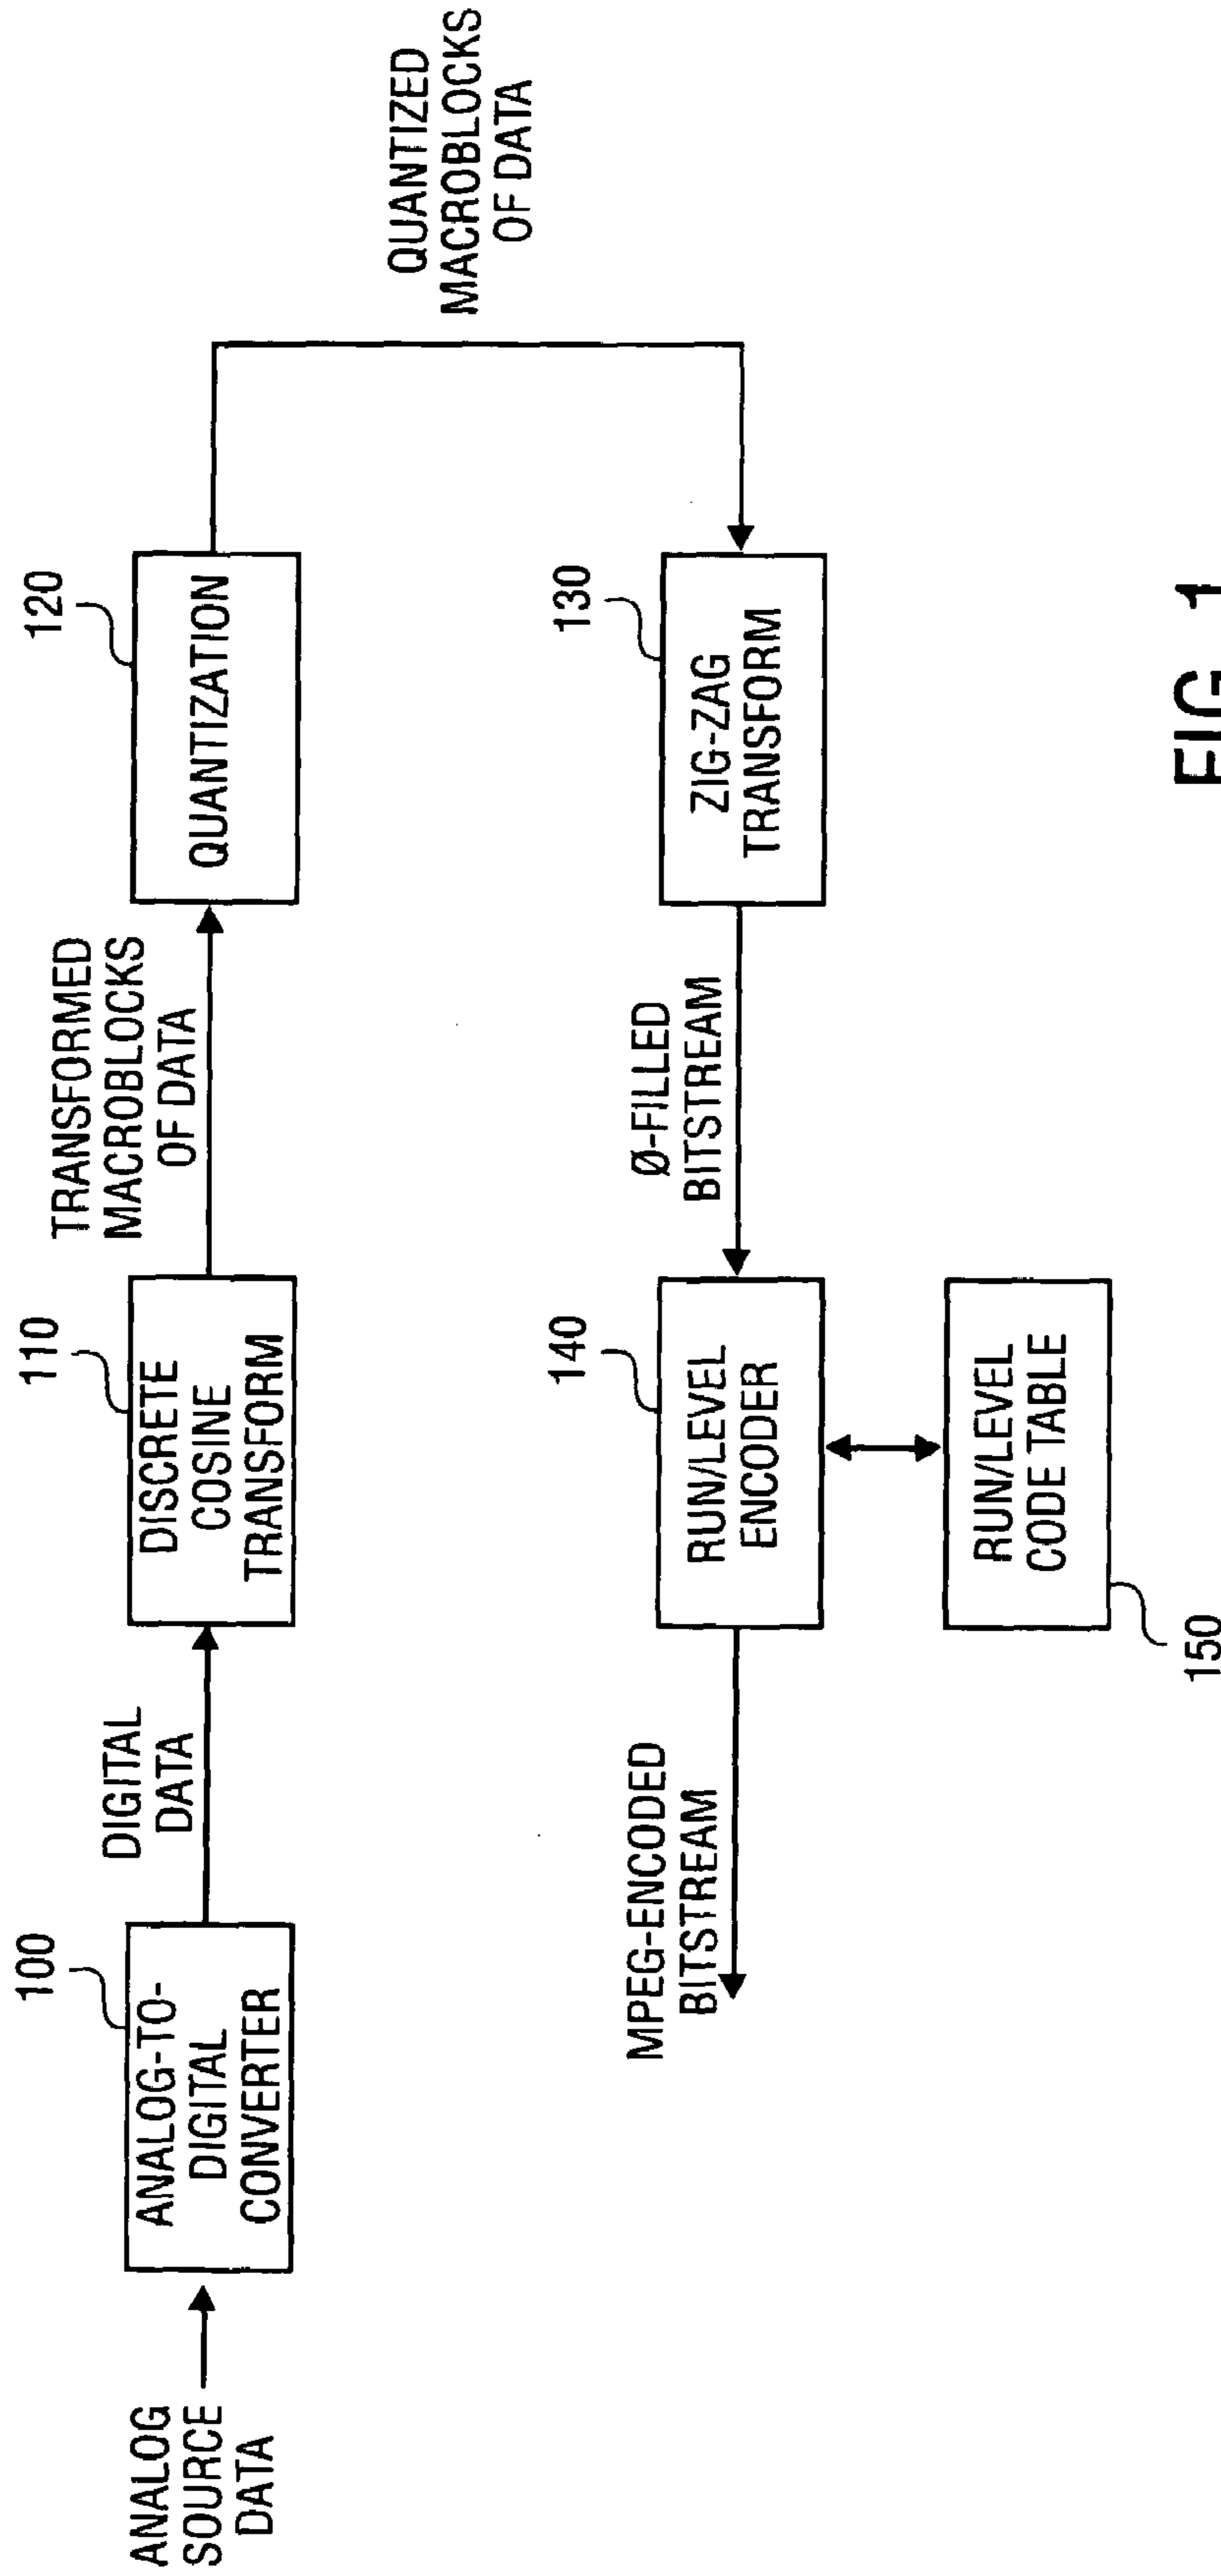 ANALOG
SOURCE
DATA
100
ANALOG-TO-
DIGITAL
CONVERTER
DIGITAL
DATA
110
DISCRETE
COSINE
TRANSFORM
TRANSFORMED
MACROBLOCKS
OF DATA
120
QUANTIZATION
QUANTIZED
MACROBLOCKS
OF DATA
130
ZIG-ZAG
TRANSFORM
Ø-FILLED
BITSTREAM
140
RUN/LEVEL
ENCODER
MPEG-ENCODED
BITSTREAM
RUN/LEVEL
CODE TABLE
150
FIG. 1